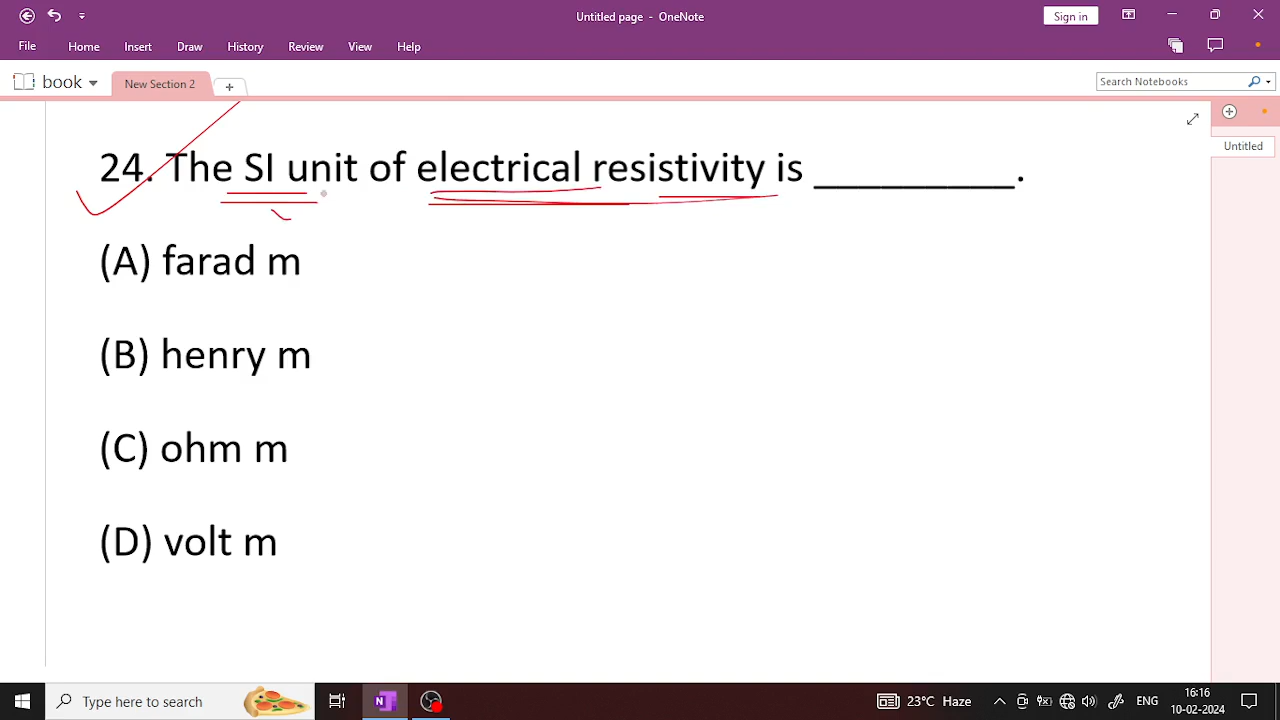 Untitled page - OneNote
Sign in
File Home Insert Draw History Review View Help
book New Section 2 + Search Notebooks
Untitled
24. The SI unit of electrical resistivity is _________.
(A) farad m
(B) henry m
(C) ohm m
(D) volt m
Type here to search
N
23°C Haze
ENG
16:16
10-02-2024